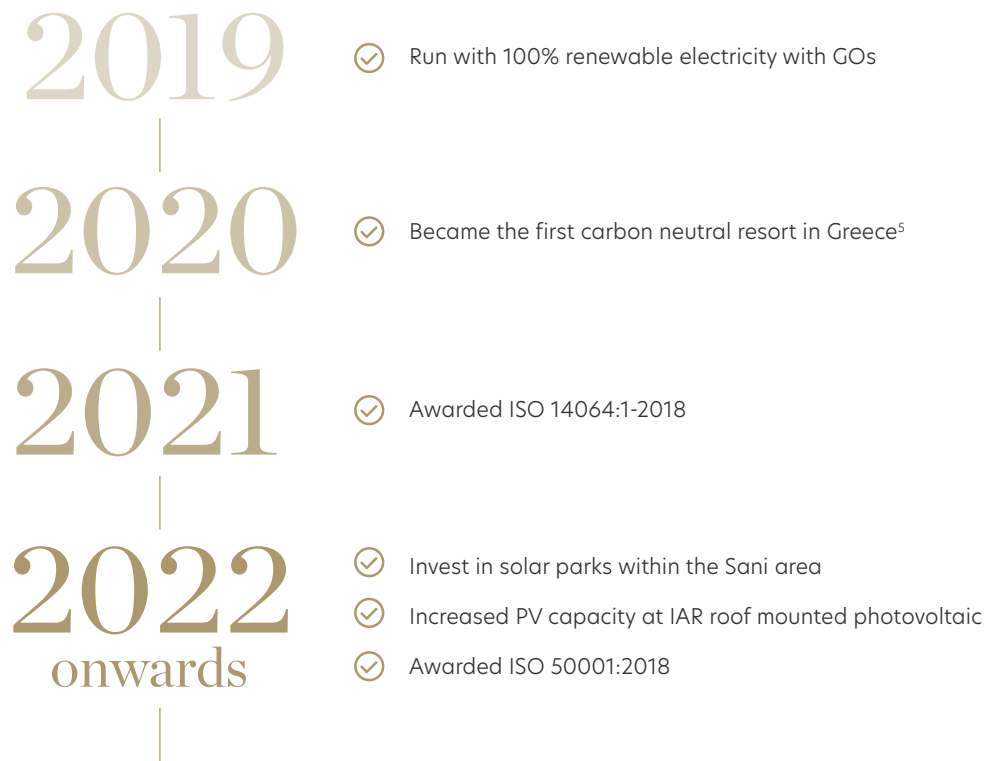 2019
Run with 100% renewable electricity with GOs
2020
Became the first carbon neutral resort in Greece⁵
2021
Awarded ISO 14064:1-2018
2022
onwards
Invest in solar parks within the Sani area
Increased PV capacity at IAR roof mounted photovoltaic
Awarded ISO 50001:2018